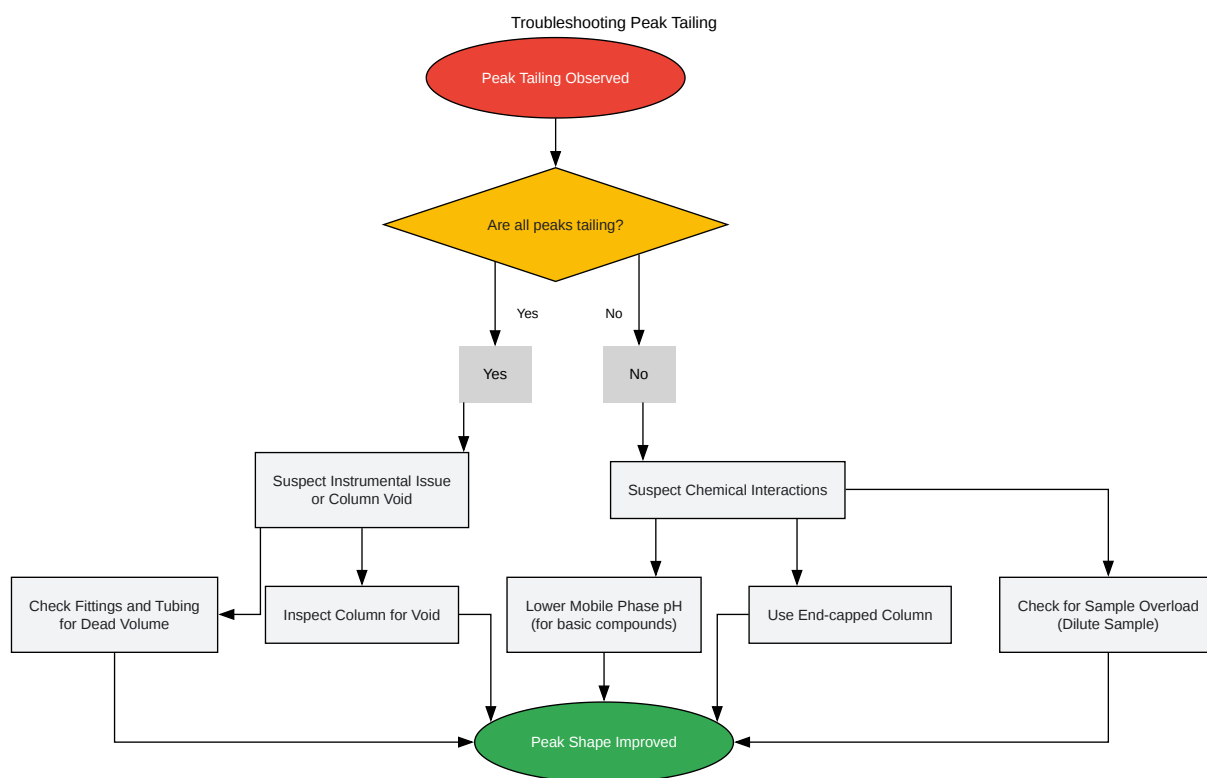 Troubleshooting Peak Tailing
Peak Tailing Observed
Are all peaks tailing?
Yes
No
Yes
No
Suspect Instrumental Issue
or Column Void
Suspect Chemical Interactions
Check Fittings and Tubing
for Dead Volume
Inspect Column for Void
Lower Mobile Phase pH
(for basic compounds)
Use End-capped Column
Check for Sample Overload
(Dilute Sample)
Peak Shape Improved